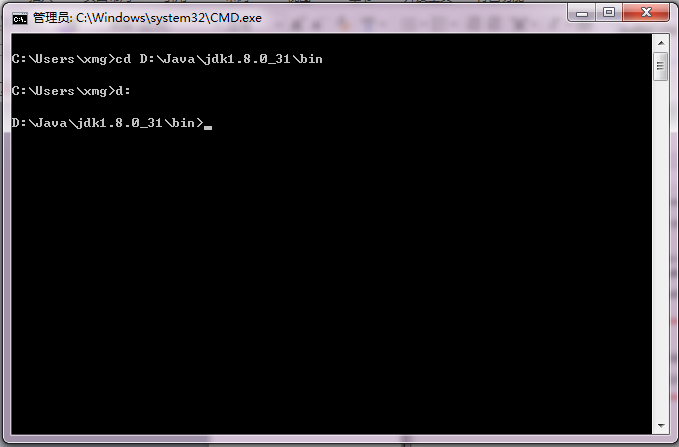 管理员: C:\Windows\system32\CMD.exe
C:\Users\xmg>cd D:\Java\jdk1.8.0_31\bin
C:\Users\xmg>d:
D:\Java\jdk1.8.0_31\bin>